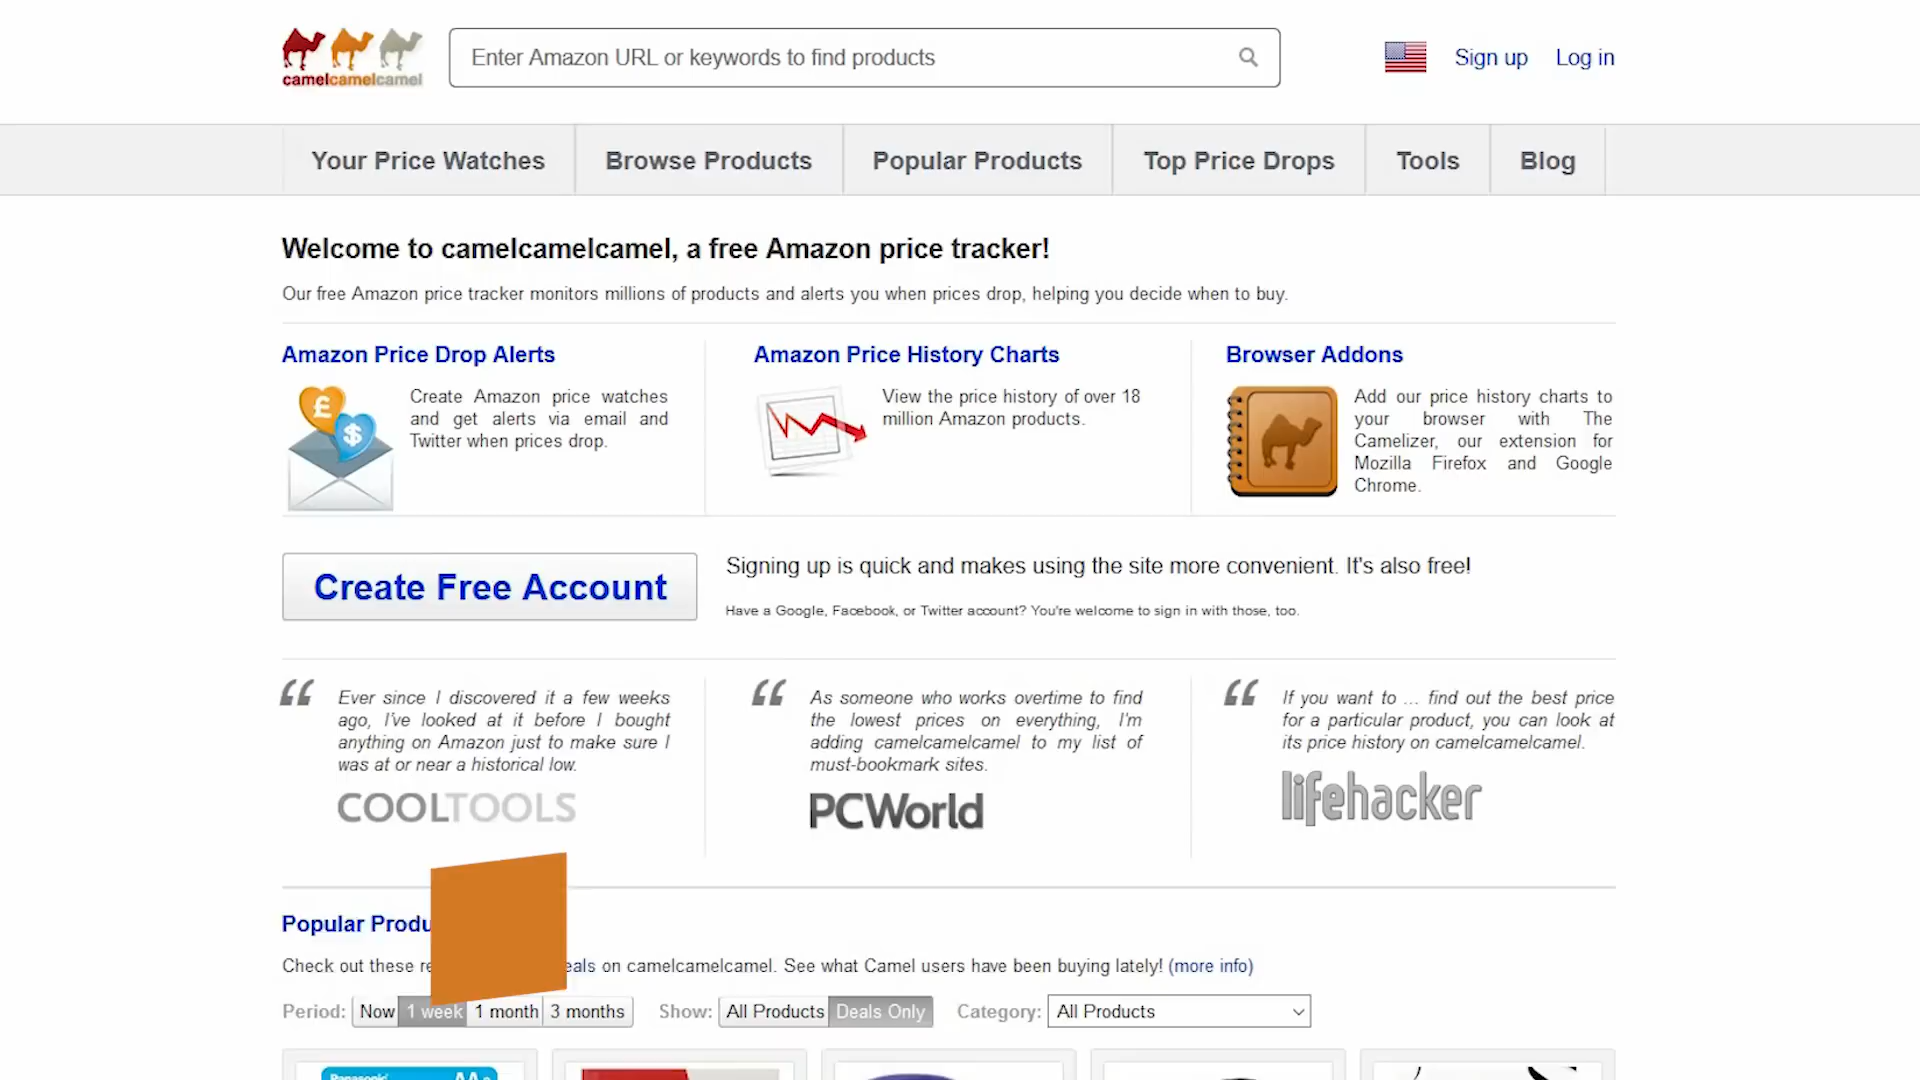 camelcamelcamel
Enter Amazon URL or keywords to find products
Sign up
Log in
Your Price Watches
Browse Products
Popular Products
Top Price Drops
Tools
Blog
Welcome to camelcamelcamel, a free Amazon price tracker!
Our free Amazon price tracker monitors millions of products and alerts you when prices drop, helping you decide when to buy.
Amazon Price Drop Alerts
£
$
Create Amazon price watches
and get alerts via email and
Twitter when prices drop.
Amazon Price History Charts
View the price history of over 18
million Amazon products.
Browser Addons
Add our price history charts to
your browser with The
Camelizer, our extension for
Mozilla Firefox and Google
Chrome.
Create Free Account
Signing up is quick and makes using the site more convenient. It's also free!
Have a Google, Facebook, or Twitter account? You're welcome to sign in with those, too.
“ Ever since I discovered it a few weeks
ago, I've looked at it before I bought
anything on Amazon just to make sure I
was at or near a historical low.
COOLTOOLS
“ As someone who works overtime to find
the lowest prices on everything, I'm
adding camelcamelcamel to my list of
must-bookmark sites.
PCWorld
“ If you want to ... find out the best price
for a particular product, you can look at
its price history on camelcamelcamel.
lifehacker
Popular
Check out these on camelcamelcamel. See what Camel users have been buying lately! (more info)
Period: Now 1 week 1 month 3 months Show: All Products Deals Only Category: All Products
Panasonic